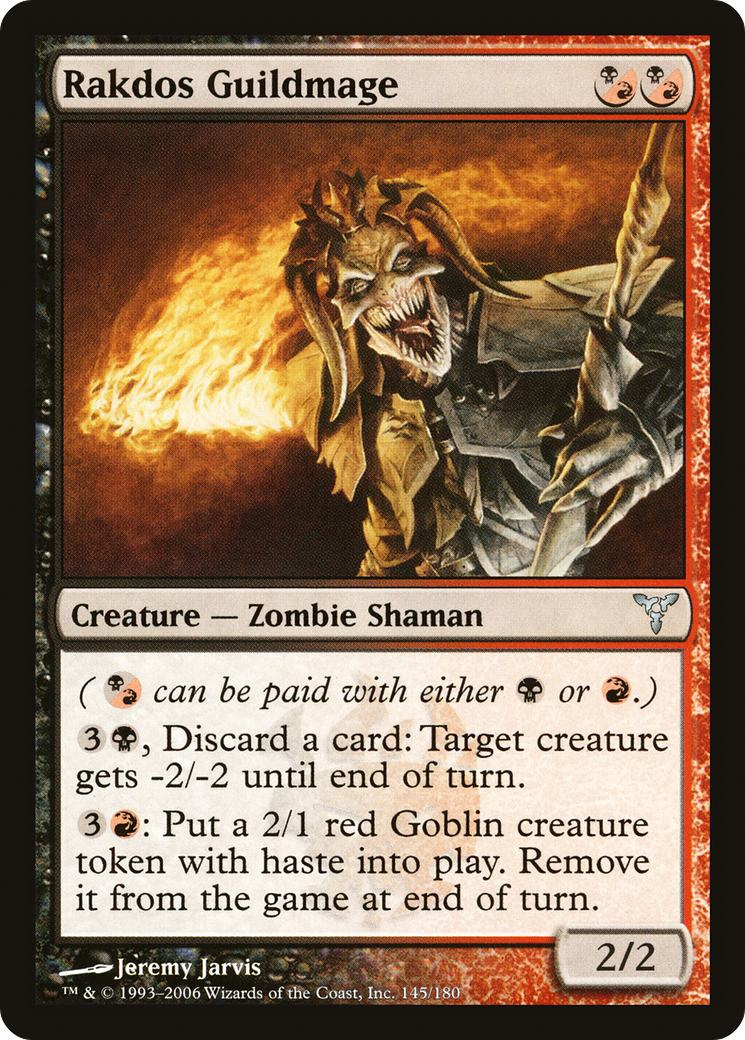 Rakdos Guildmage
Creature — Zombie Shaman
( can be paid with either or .)
3, Discard a card: Target creature
gets -2/-2 until end of turn.
3: Put a 2/1 red Goblin creature
token with haste into play. Remove
it from the game at end of turn.
2/2
Jeremy Jarvis
™ & © 1993–2006 Wizards of the Coast, Inc. 145/180